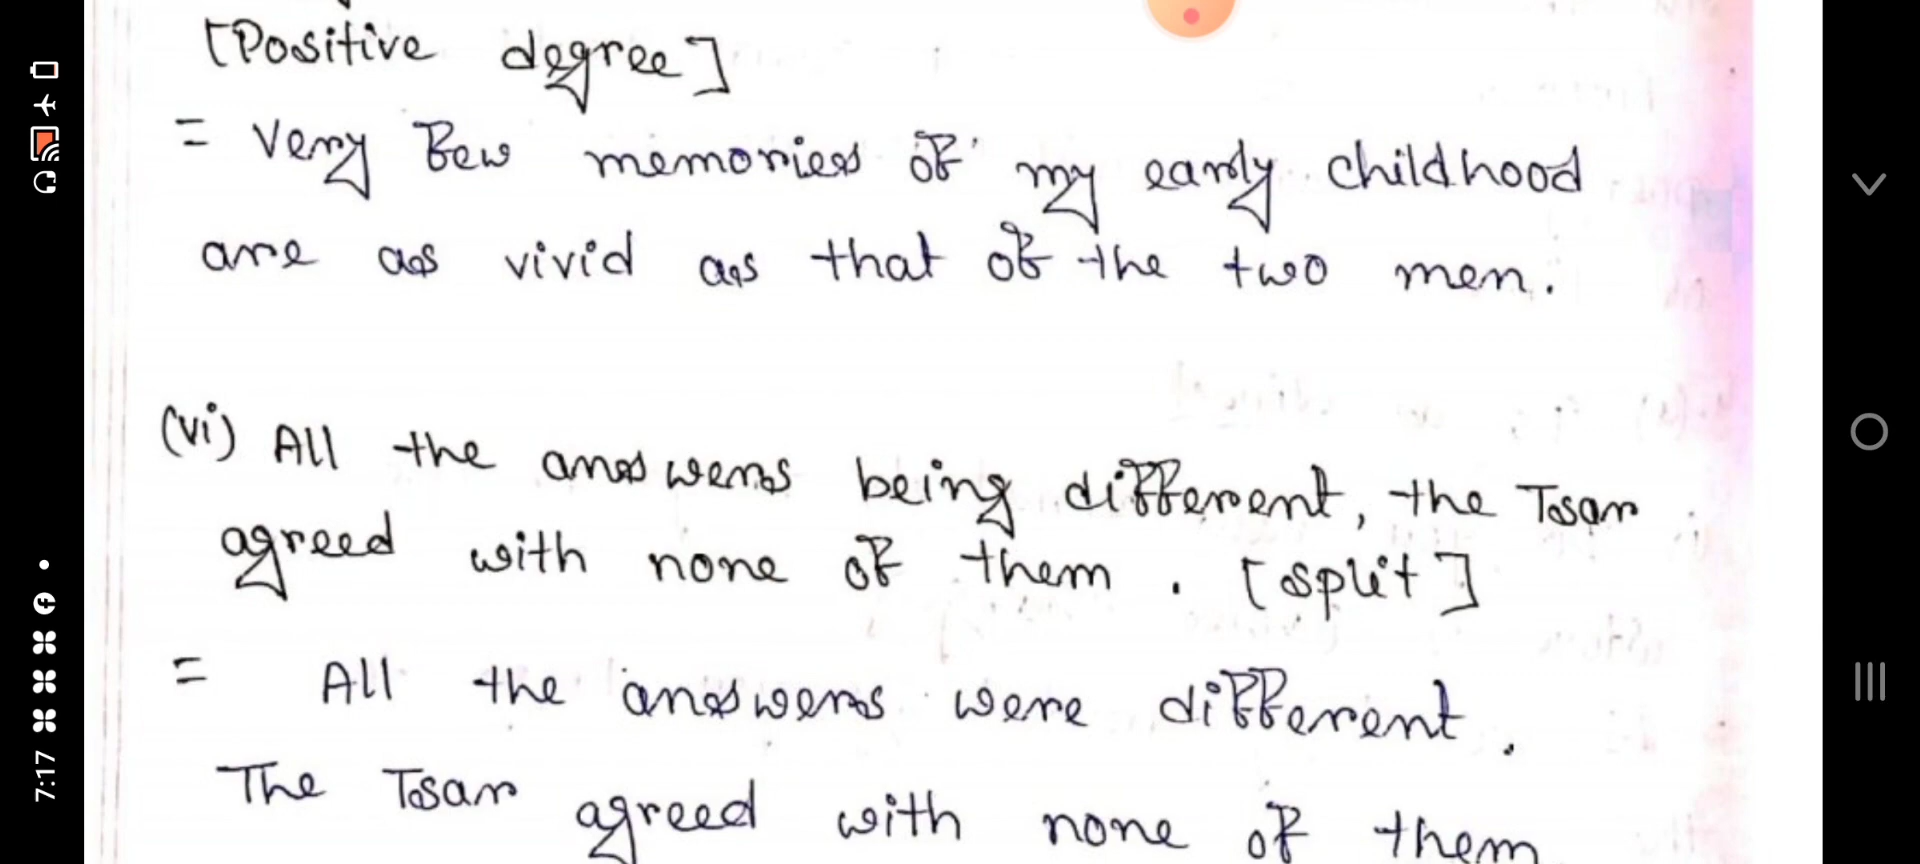 [Positive degree]
= Very few memories of my early childhood
are as vivid as that of the two men.
(vi) All the answers being different, the Tsar
agreed with none of them. [split]
= All the answers were different.
The Tsar agreed with none of them
7:17